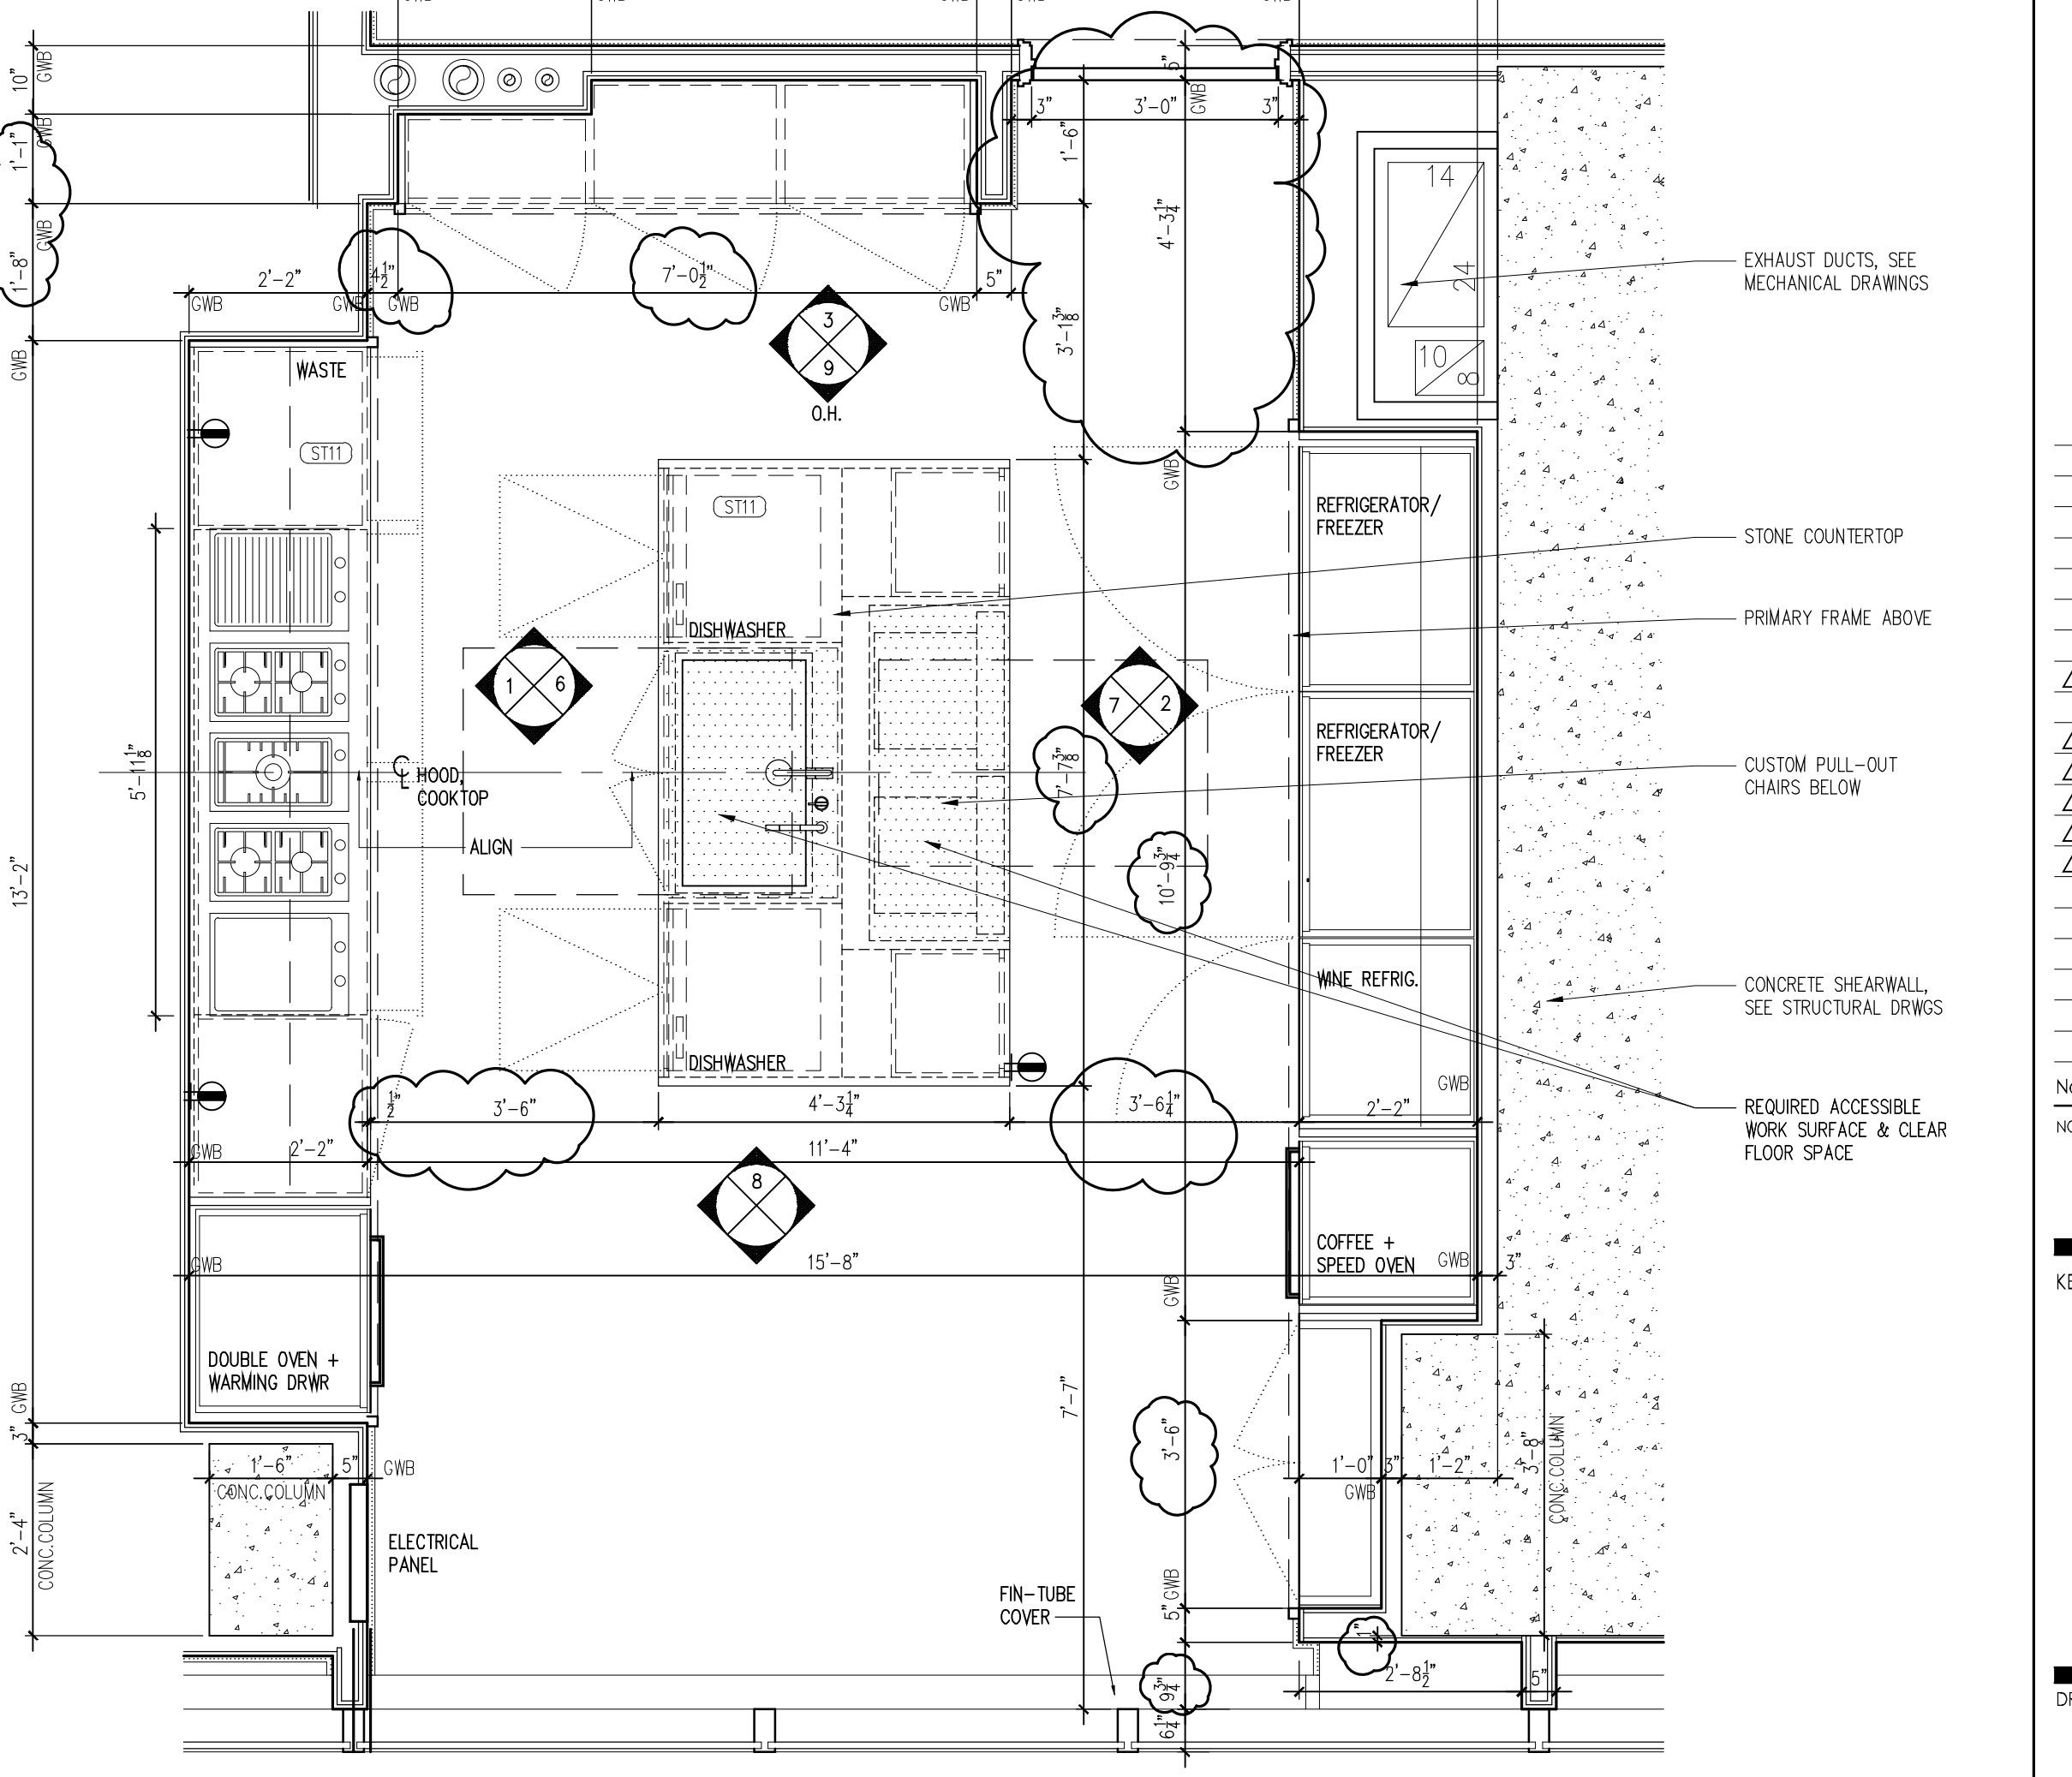 10"
GWB
1'-1"
GWB
1'-8"
GWB
GWB
13'-2"
GWB
3"
2'-4"
CONC.COLUMN
5"
GWB
3"
3'-0"
3"
1'-6"
4'-3¼"
3'-1⅜"
GWB
14
24
10
8
2'-2"
4½"
7'-0½"
5"
GWB
GWB
GWB
GWB
WASTE
ST11
3
9
O.H.
EXHAUST DUCTS, SEE
MECHANICAL DRAWINGS
ST11
REFRIGERATOR/
FREEZER
STONE COUNTERTOP
PRIMARY FRAME ABOVE
DISHWASHER
1
6
7
2
REFRIGERATOR/
FREEZER
5'-11⅛"
HOOD,
COOKTOP
ALIGN
7'-7⅜"
10'-9¾"
CUSTOM PULL-OUT
CHAIRS BELOW
WINE REFRIG.
CONCRETE SHEARWALL,
SEE STRUCTURAL DRWGS
DISHWASHER
GWB
½"
3'-6"
4'-3¼"
3'-6¼"
2'-2"
REQUIRED ACCESSIBLE
WORK SURFACE & CLEAR
FLOOR SPACE
GWB
2'-2"
11'-4"
8
COFFEE +
SPEED OVEN
GWB
3"
GWB
15'-8"
GWB
DOUBLE OVEN +
WARMING DRWR
7'-7"
3'-6"
1'-6"
5"
GWB
CONC.COLUMN
1'-0"
3"
1'-2"
GWB
3'-8"
CONC.COLUMN
ELECTRICAL
PANEL
FIN-TUBE
COVER
GWB
5"
1"
2'-8½"
5"
9¾"
6¼"